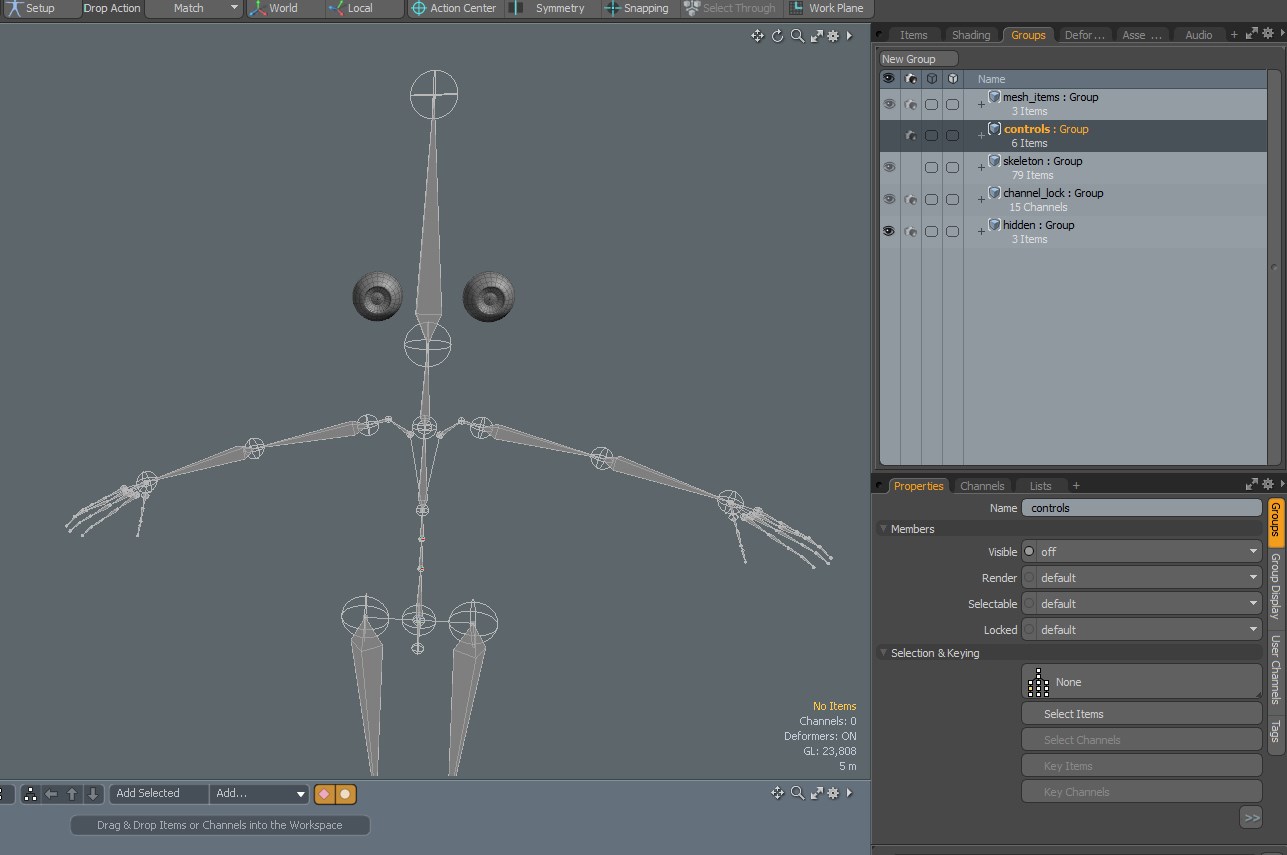 Setup Drop Action Match World Local Action Center Symmetry Snapping Select Through Work Plane
Items Shading Groups Defor... Asse ... Audio +
New Group
Name
mesh_items : Group
3 Items
controls : Group
6 Items
skeleton : Group
79 Items
channel_lock : Group
15 Channels
hidden : Group
3 Items
Properties Channels Lists +
Name controls
Members
Visible off
Render default
Selectable default
Locked default
Selection & Keying
None
Select Items
Select Channels
Key Items
Key Channels
>>
Groups
Group Display
User Channels
Tags
No Items
Channels: 0
Deformers: ON
GL: 23,808
5 m
Add Selected Add...
Drag & Drop Items or Channels into the Workspace